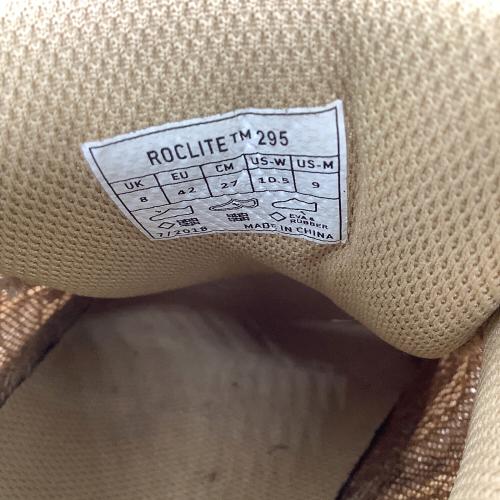 ROCLITE™ 295
UK EU CM US-W US-M
8 42 27 10.5 9
EVA &
RUBBER
7/2018 MADE IN CHINA